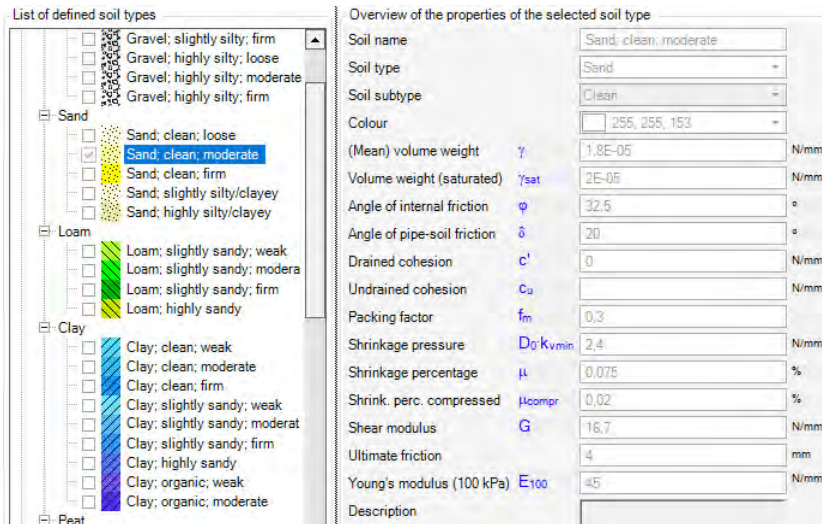 List of defined soil types
Gravel; slightly silty; firm
Gravel; highly silty; loose
Gravel; highly silty; moderate
Gravel; highly silty; firm
Sand
Sand; clean; loose
Sand; clean; moderate
Sand; clean; firm
Sand; slightly silty/clayey
Sand; highly silty/clayey
Loam
Loam; slightly sandy; weak
Loam; slightly sandy; modera
Loam; slightly sandy; firm
Loam; highly sandy
Clay
Clay; clean; weak
Clay; clean; moderate
Clay; clean; firm
Clay; slightly sandy; weak
Clay; slightly sandy; moderat
Clay; slightly sandy; firm
Clay; highly sandy
Clay; organic; weak
Clay; organic; moderate
Peat
Overview of the properties of the selected soil type
Soil name Sand; clean; moderate
Soil type Sand
Soil subtype Clean
Colour 255, 255, 153
(Mean) volume weight γ 1,8E-05 N/mm
Volume weight (saturated) γsat 2E-05 N/mm
Angle of internal friction φ 32,5 °
Angle of pipe-soil friction δ 20 °
Drained cohesion c' 0 N/mm
Undrained cohesion cu N/mm
Packing factor fm 0,3
Shrinkage pressure D0·kvmin 2,4 N/mm
Shrinkage percentage μ 0,075 %
Shrink. perc. compressed μcompr 0,02 %
Shear modulus G 16,7 N/mm
Ultimate friction 4 mm
Young's modulus (100 kPa) E100 45 N/mm
Description